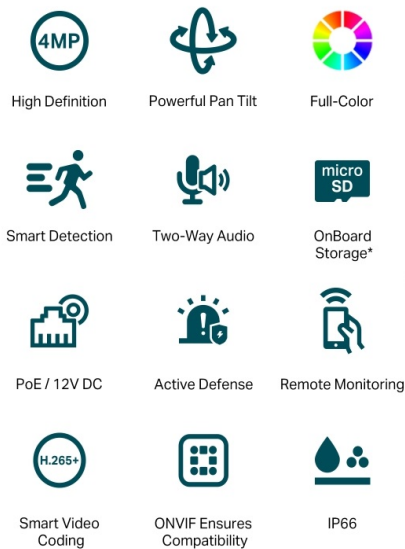 4MP
High Definition
Powerful Pan Tilt
Full-Color
Smart Detection
Two-Way Audio
micro
SD
OnBoard
Storage*
PoE / 12V DC
Active Defense
Remote Monitoring
H.265+
Smart Video
Coding
ONVIF Ensures
Compatibility
IP66